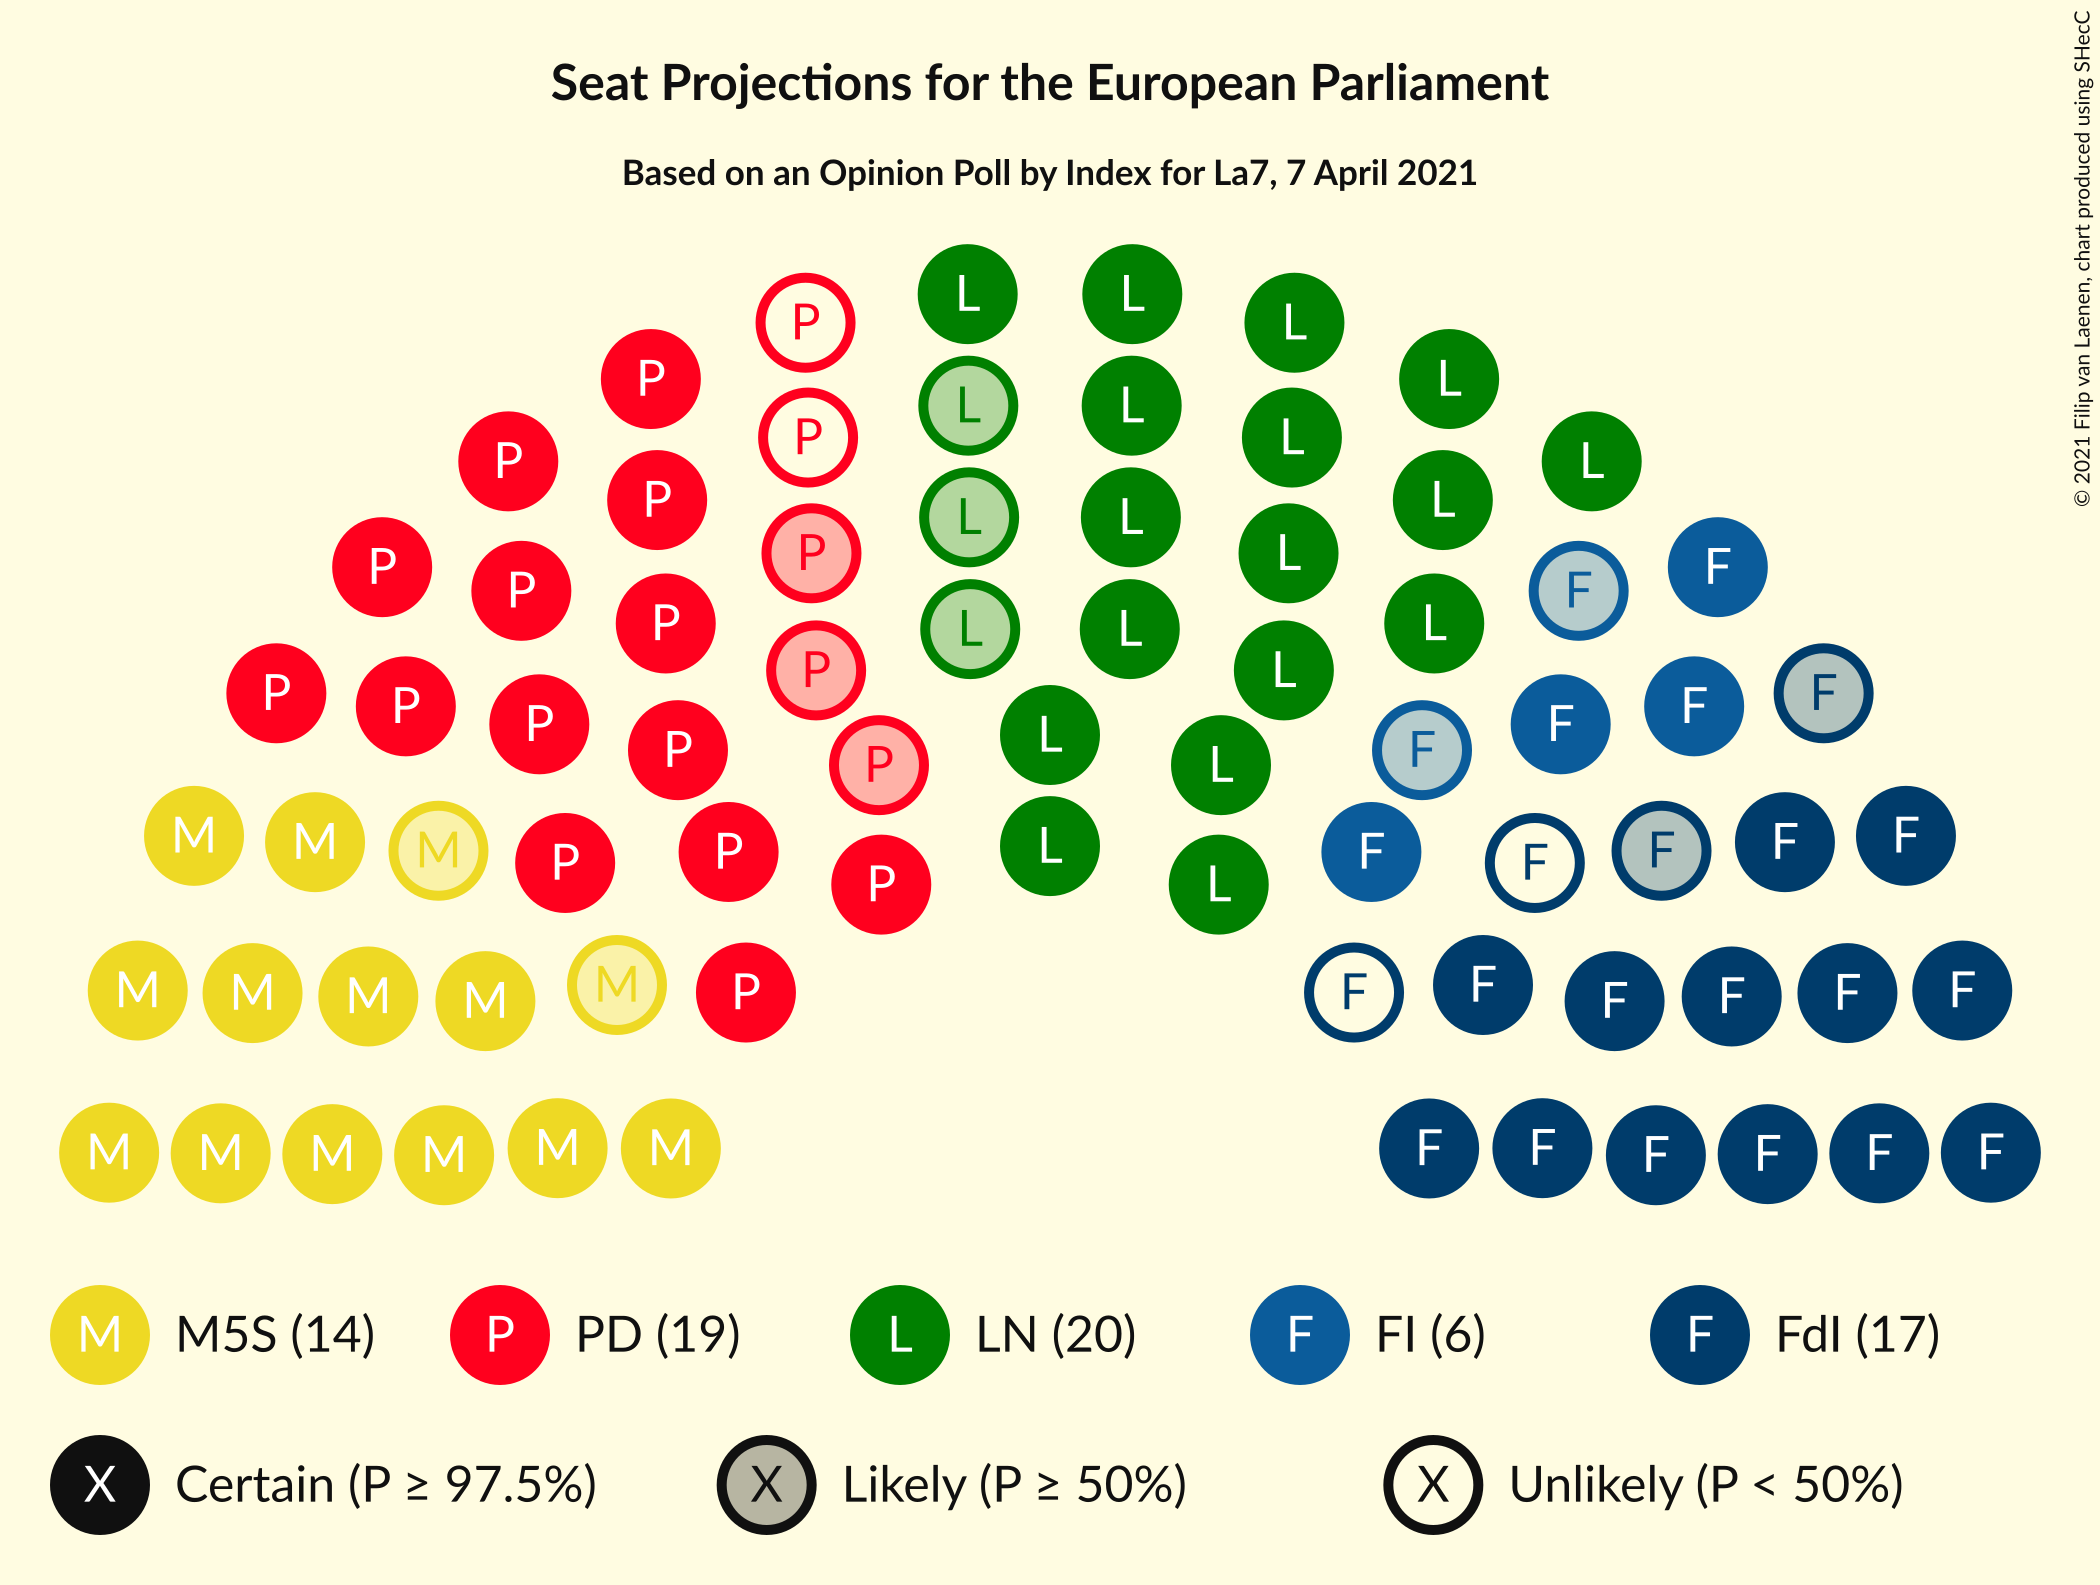 Seat Projections for the European Parliament
Based on an Opinion Poll by Index for La7, 7 April 2021
© 2021 Filip van Laenen, chart produced using SHecC
L L
P L
P L L L
P L
P L L
P P L L
P L L
P F F
P P F
P L L
P L
P P F F
P P F F
L
P F
P L
M M F F
L
M P P F F F
P L
M M M M M P F F F F F F
M M M M M M F F F F F F
M M5S (14) P PD (19) L LN (20) F FI (6) F FdI (17)
X Certain (P ≥ 97.5%) X Likely (P ≥ 50%) X Unlikely (P < 50%)